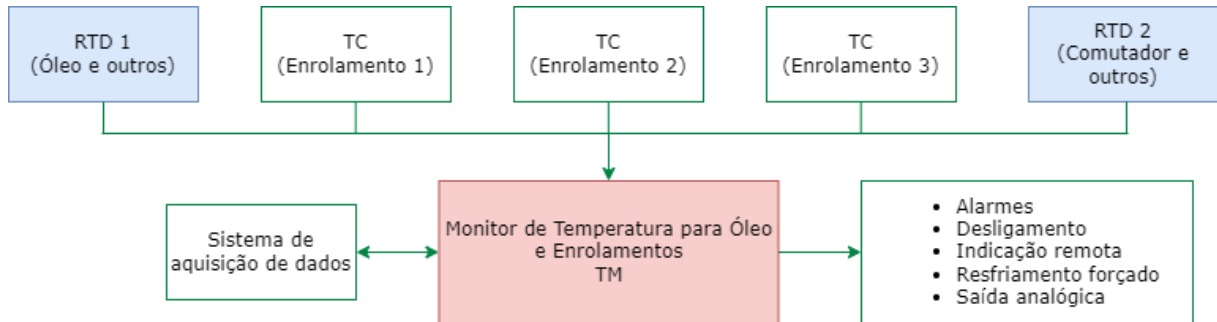 RTD 1
(Óleo e outros)
TC
(Enrolamento 1)
TC
(Enrolamento 2)
TC
(Enrolamento 3)
RTD 2
(Comutador e
outros)
Sistema de
aquisição de dados
Monitor de Temperatura para Óleo
e Enrolamentos
TM
• Alarmes
• Desligamento
• Indicação remota
• Resfriamento forçado
• Saída analógica